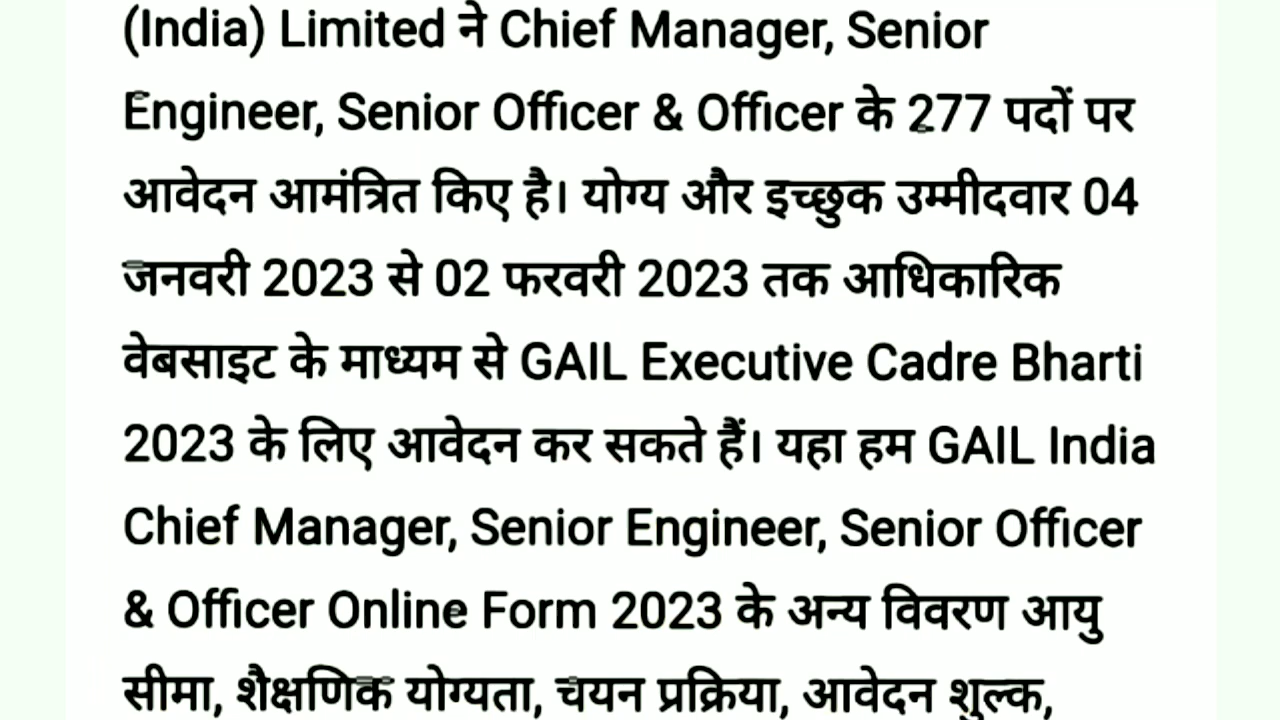 (India) Limited ने Chief Manager, Senior
Engineer, Senior Officer & Officer के 277 पदों पर
आवेदन आमंत्रित किए है। योग्य और इच्छुक उम्मीदवार 04
जनवरी 2023 से 02 फरवरी 2023 तक आधिकारिक
वेबसाइट के माध्यम से GAIL Executive Cadre Bharti
2023 के लिए आवेदन कर सकते हैं। यहा हम GAIL India
Chief Manager, Senior Engineer, Senior Officer
& Officer Online Form 2023 के अन्य विवरण आयु
सीमा, शैक्षणिक योग्यता, चयन प्रक्रिया, आवेदन शुल्क,